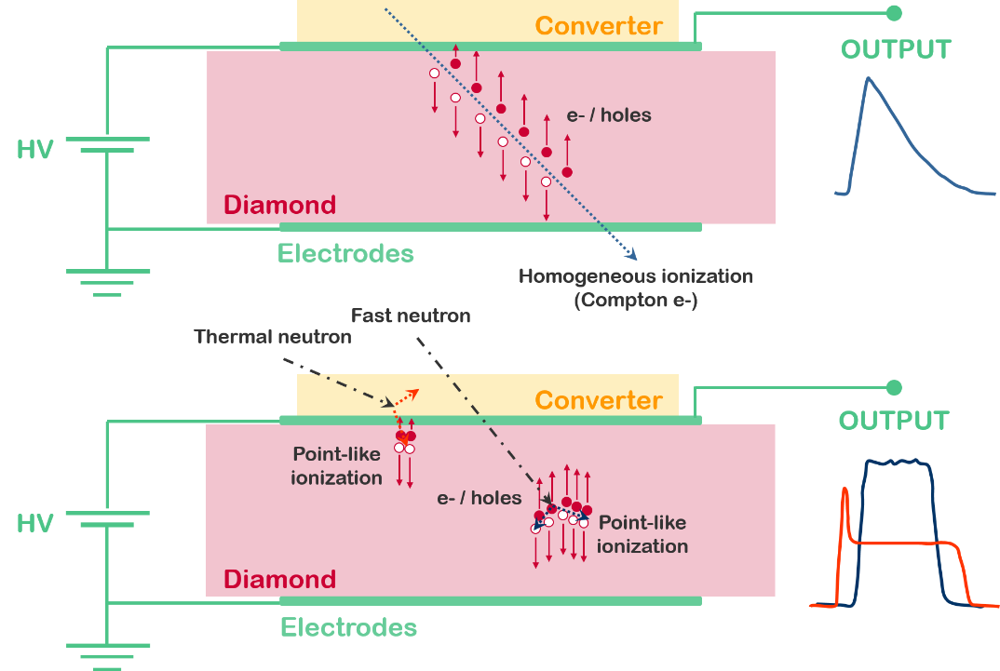 Converter
OUTPUT
e- / holes
HV
Diamond
Electrodes
Homogeneous ionization
(Compton e-)
Fast neutron
Thermal neutron
Converter
OUTPUT
Point-like
ionization
e- / holes
HV
Point-like
ionization
Diamond
Electrodes